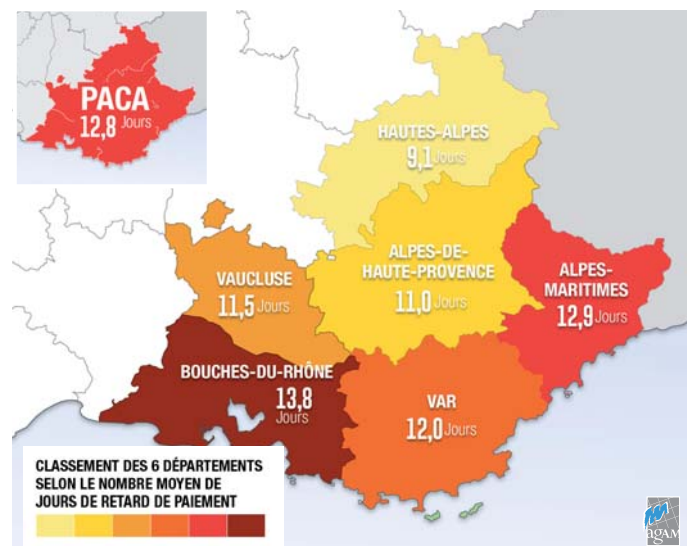 PACA
12,8 Jours
HAUTES-ALPES
9,1 Jours
ALPES-DE-
HAUTE-PROVENCE
11,0 Jours
ALPES-
MARITIMES
12,9 Jours
VAUCLUSE
11,5 Jours
BOUCHES-DU-RHÔNE
13,8
Jours
VAR
12,0 Jours
CLASSEMENT DES 6 DÉPARTEMENTS
SELON LE NOMBRE MOYEN DE
JOURS DE RETARD DE PAIEMENT
agAM